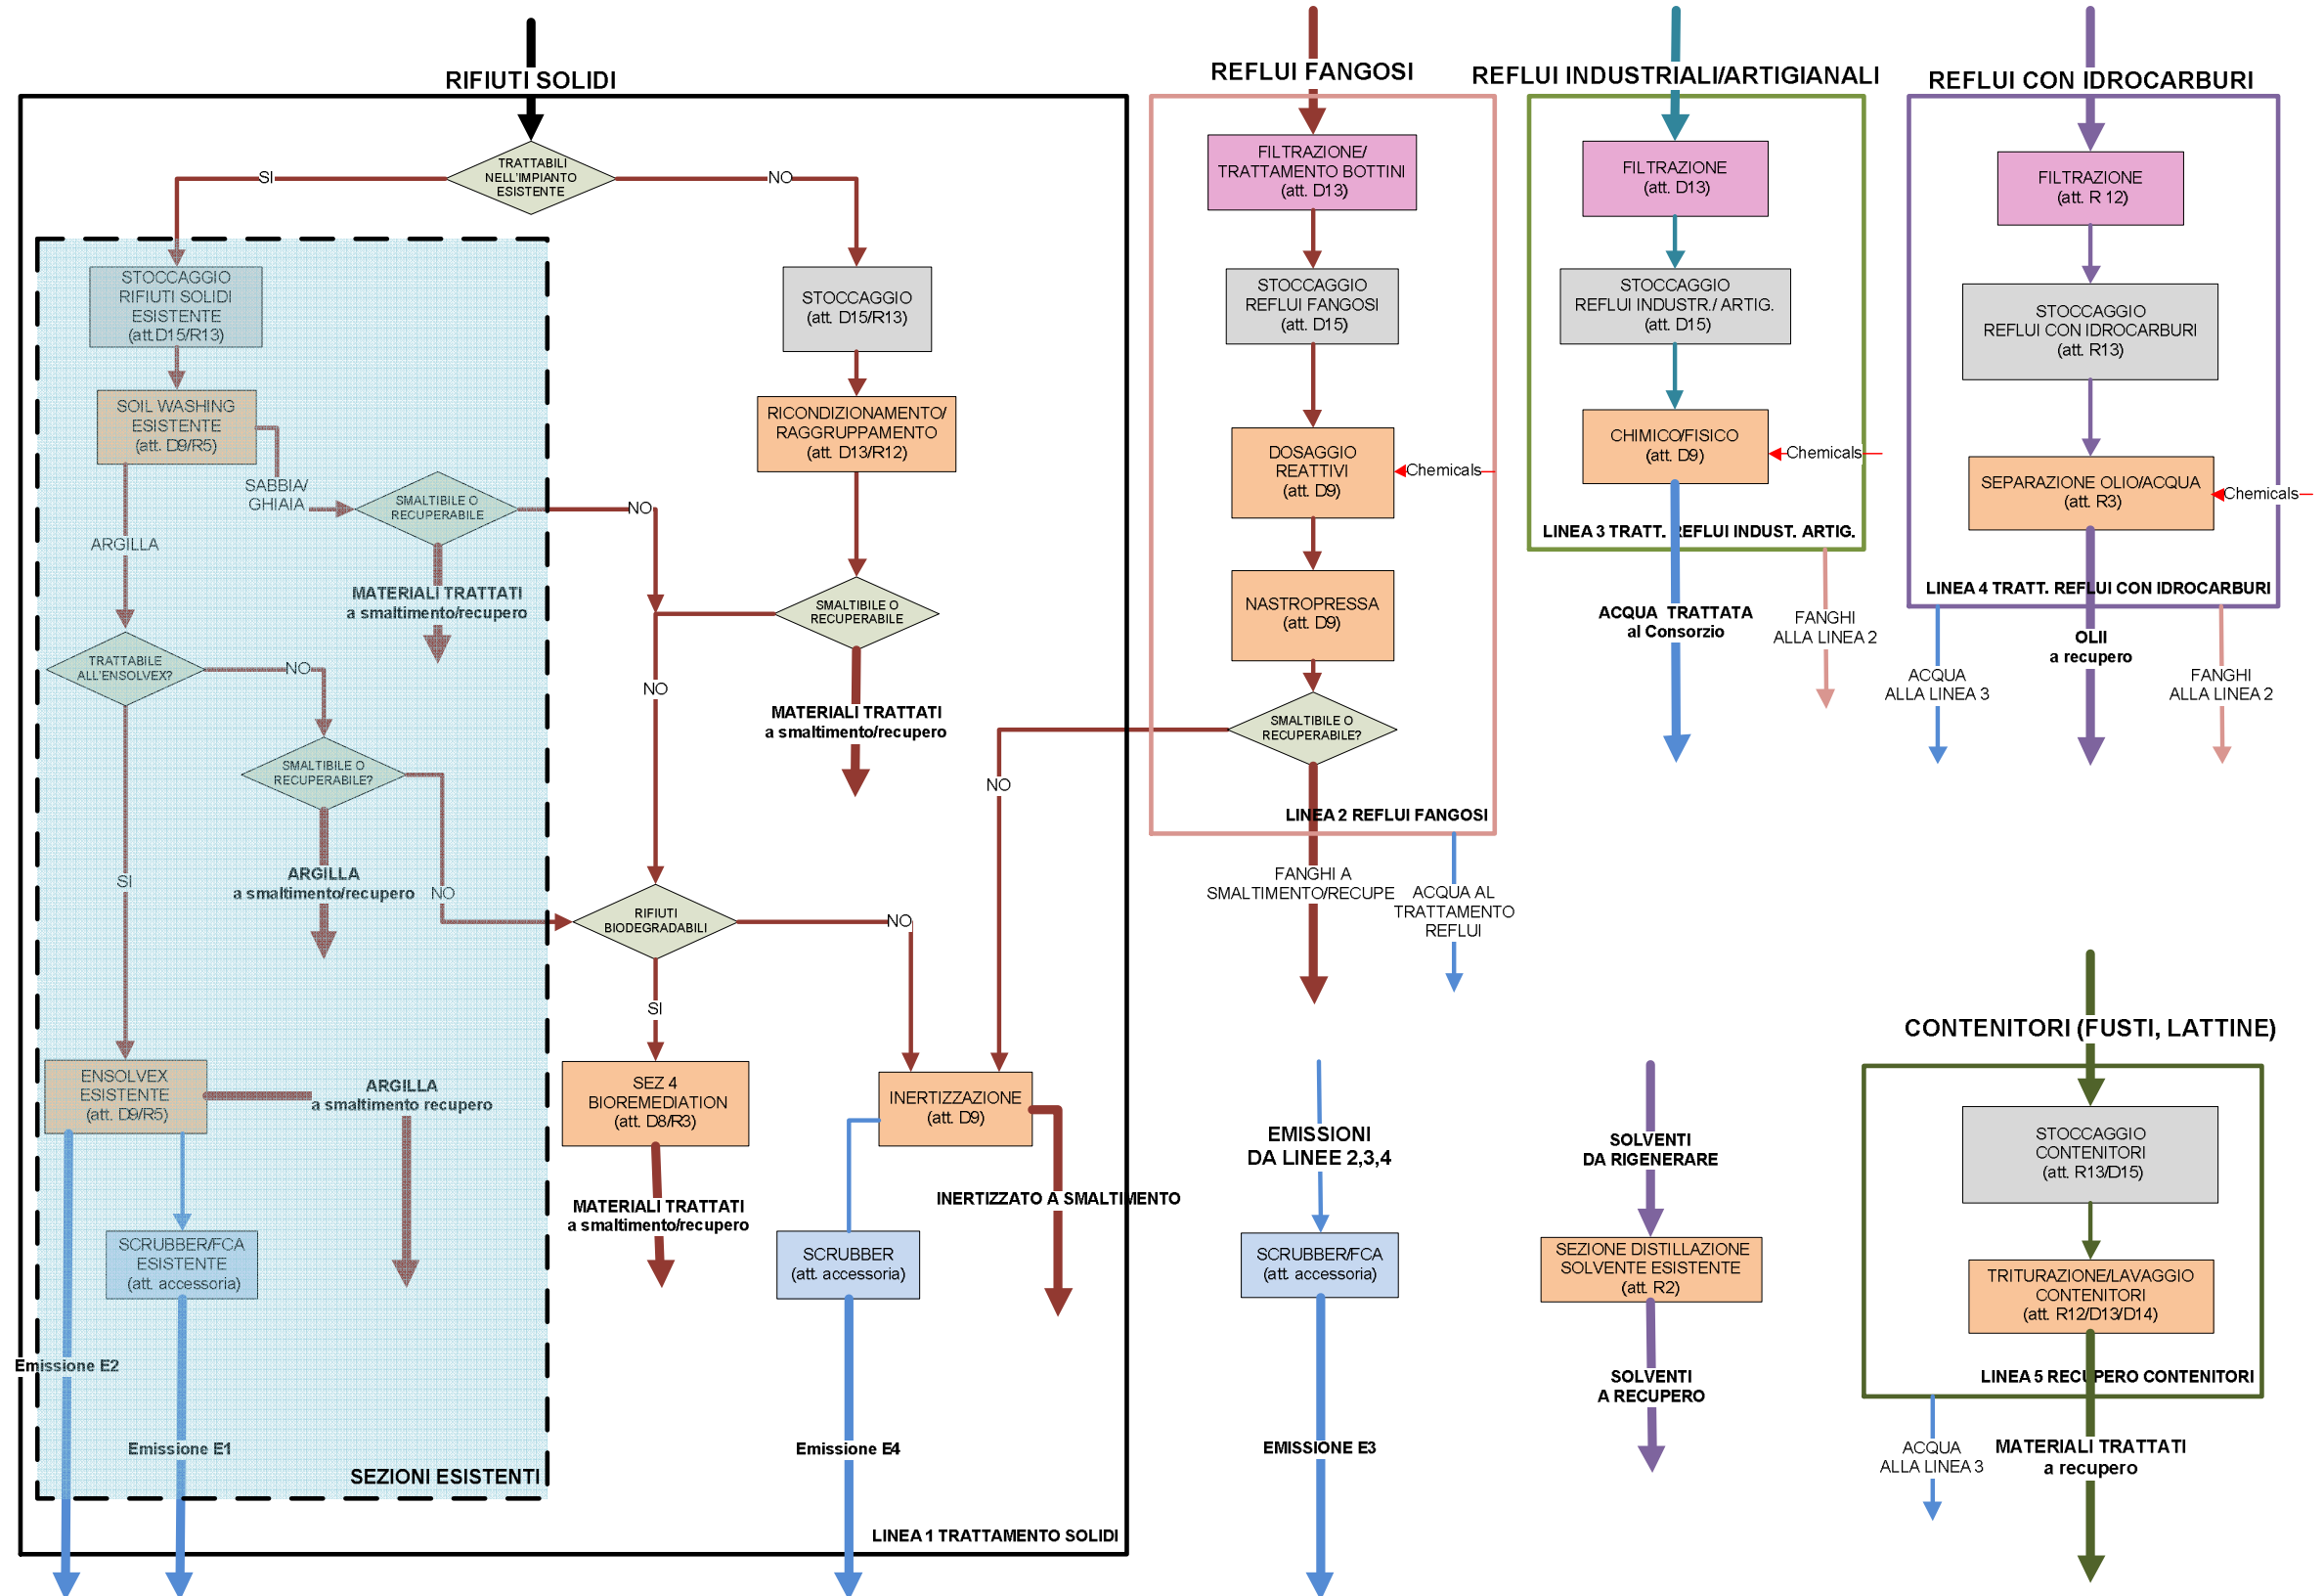 RIFIUTI SOLIDI
TRATTABILI
NELL'IMPIANTO
ESISTENTE
SI
NO
STOCCAGGIO
RIFIUTI SOLIDI
ESISTENTE
(att.D15/R13)
SOIL WASHING
ESISTENTE
(att. D9/R5)
SABBIA/
GHIAIA
ARGILLA
SMALTIBILE O
RECUPERABILE
NO
MATERIALI TRATTATI
a smaltimento/recupero
TRATTABILE
ALL'ENSOLVEX?
NO
SI
SMALTIBILE O
RECUPERABILE?
ARGILLA
a smaltimento/recupero
NO
ENSOLVEX
ESISTENTE
(att. D9/R5)
ARGILLA
a smaltimento recupero
SCRUBBER/FCA
ESISTENTE
(att. accessoria)
Emissione E2
Emissione E1
SEZIONI ESISTENTI
STOCCAGGIO
(att. D15/R13)
RICONDIZIONAMENTO/
RAGGRUPPAMENTO
(att. D13/R12)
SMALTIBILE O
RECUPERABILE
NO
MATERIALI TRATTATI
a smaltimento/recupero
RIFIUTI
BIODEGRADABILI
NO
SI
SEZ 4
BIOREMEDIATION
(att. D8/R3)
MATERIALI TRATTATI
a smaltimento/recupero
INERTIZZAZIONE
(att. D9)
INERTIZZATO A SMALTIMENTO
SCRUBBER
(att. accessoria)
Emissione E4
LINEA 1 TRATTAMENTO SOLIDI
REFLUI FANGOSI
FILTRAZIONE/
TRATTAMENTO BOTTINI
(att. D13)
STOCCAGGIO
REFLUI FANGOSI
(att. D15)
DOSAGGIO
REATTIVI
(att. D9)
Chemicals
NASTROPRESSA
(att. D9)
SMALTIBILE O
RECUPERABILE?
NO
LINEA 2 REFLUI FANGOSI
FANGHI A
SMALTIMENTO/RECUPE
ACQUA AL
TRATTAMENTO
REFLUI
REFLUI INDUSTRIALI/ARTIGIANALI
FILTRAZIONE
(att. D13)
STOCCAGGIO
REFLUI INDUSTR./ ARTIG.
(att. D15)
CHIMICO/FISICO
(att. D9)
Chemicals
LINEA 3 TRATT. REFLUI INDUST. ARTIG.
ACQUA TRATTATA
al Consorzio
FANGHI
ALLA LINEA 2
REFLUI CON IDROCARBURI
FILTRAZIONE
(att. R 12)
STOCCAGGIO
REFLUI CON IDROCARBURI
(att. R13)
SEPARAZIONE OLIO/ACQUA
(att. R3)
Chemicals
LINEA 4 TRATT. REFLUI CON IDROCARBURI
ACQUA
ALLA LINEA 3
OLII
a recupero
FANGHI
ALLA LINEA 2
EMISSIONI
DA LINEE 2,3,4
SCRUBBER/FCA
(att. accessoria)
EMISSIONE E3
SOLVENTI
DA RIGENERARE
SEZIONE DISTILLAZIONE
SOLVENTE ESISTENTE
(att. R2)
SOLVENTI
A RECUPERO
CONTENITORI (FUSTI, LATTINE)
STOCCAGGIO
CONTENITORI
(att. R13/D15)
TRITURAZIONE/LAVAGGIO
CONTENITORI
(att. R12/D13/D14)
LINEA 5 RECUPERO CONTENITORI
ACQUA
ALLA LINEA 3
MATERIALI TRATTATI
a recupero